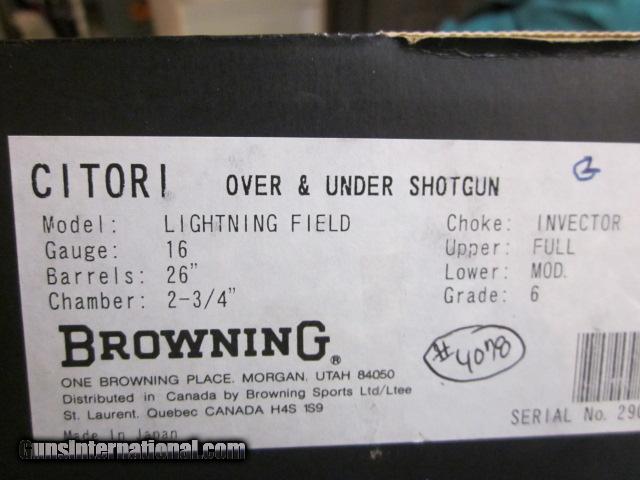 CITORI OVER & UNDER SHOTGUN
Model: LIGHTNING FIELD Choke: INVECTOR
Gauge: 16 Upper: FULL
Barrels: 26" Lower: MOD.
Chamber: 2-3/4" Grade: 6
BROWNING®
#4078
ONE BROWNING PLACE, MORGAN, UTAH 84050
Distributed in Canada by Browning Sports Ltd/Ltee
St. Laurent, Quebec CANADA H4S 1S9
SERIAL No. 290
Made in Japan
GunsInternational.com